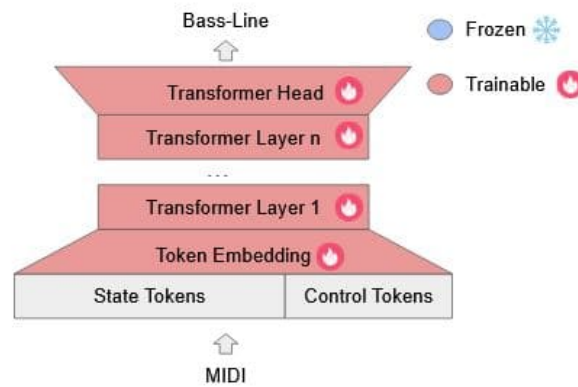 Bass-Line
Frozen
Trainable
Transformer Head
Transformer Layer n
...
Transformer Layer 1
Token Embedding
State Tokens
Control Tokens
MIDI